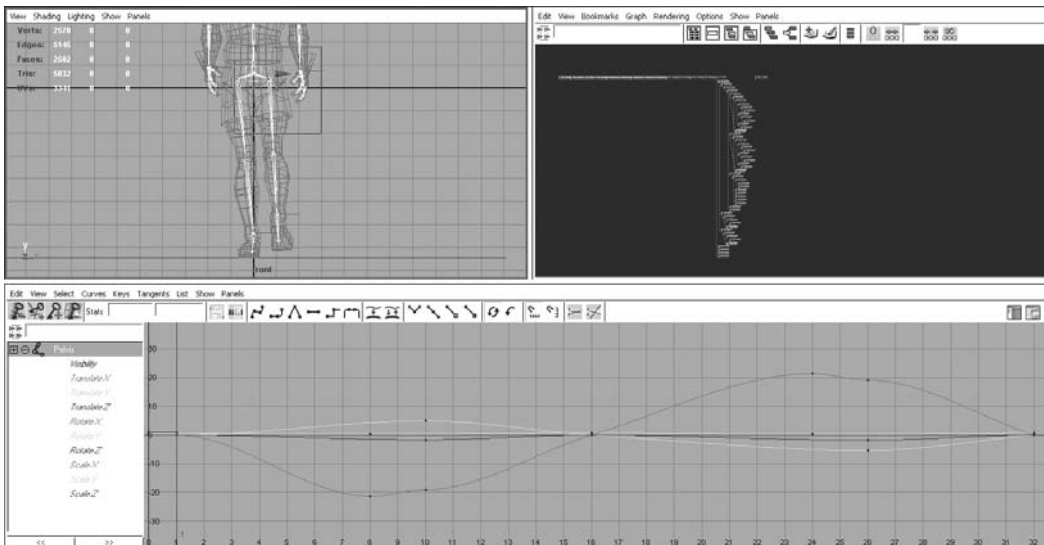 View Shading Lighting Show Panels
Verts: 2578 0 0
Edges: 5145 0 0
Faces: 2582 0 0
Tris: 0 0
UVs: 0 0
Y
Front
Edit View Bookmarks Graph Rendering Options Show Panels
Edit View Select Curves Keys Tangents List Show Panels
Stats
Pelvis
Visibility
Translate X
Translate Y
Translate Z
Rotate X
Rotate Y
Rotate Z
Scale X
Scale Y
Scale Z
<< >>
30
20
10
0
-10
-20
-30
1
0 1 2 3 4 5 6 7 8 9 10 11 12 13 14 15 16 17 18 19 20 21 22 23 24 25 26 27 28 29 30 31 32